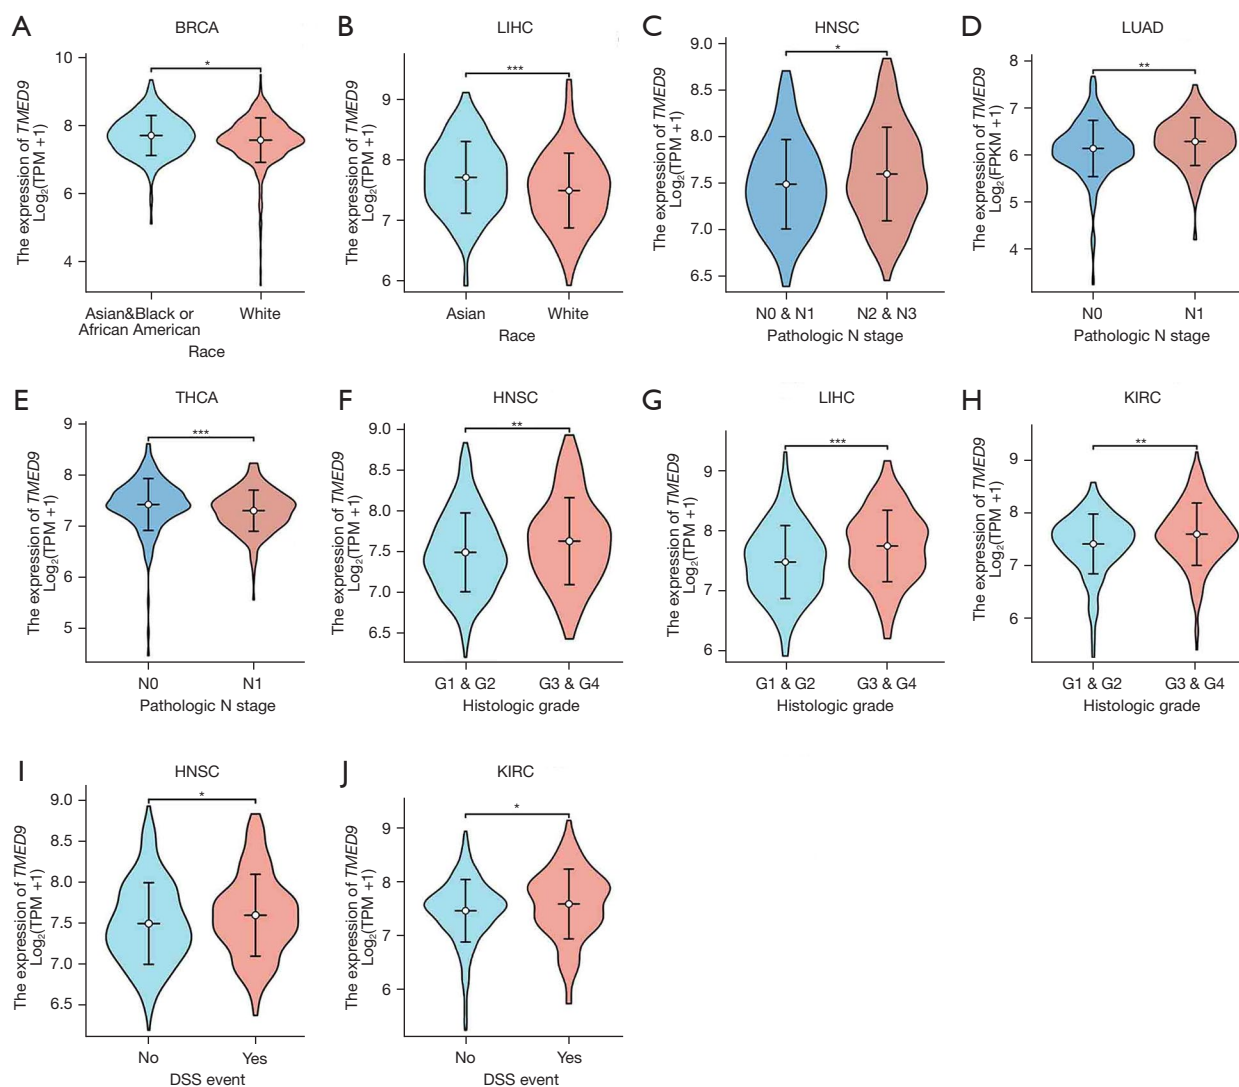 A
BRCA
The expression of TMED9
Log₂(TPM +1)
10
8
6
4
*
Asian&Black or
African American
White
Race
B
LIHC
The expression of TMED9
Log₂(TPM +1)
9
8
7
6
***
Asian
White
Race
C
HNSC
The expression of TMED9
Log₂(TPM +1)
9.0
8.5
8.0
7.5
7.0
6.5
*
N0 & N1
N2 & N3
Pathologic N stage
D
LUAD
The expression of TMED9
Log₂(FPKM +1)
8
7
6
5
4
**
N0
N1
Pathologic N stage
E
THCA
The expression of TMED9
Log₂(TPM +1)
9
8
7
6
5
***
N0
N1
Pathologic N stage
F
HNSC
The expression of TMED9
Log₂(TPM +1)
9.0
8.5
8.0
7.5
7.0
6.5
**
G1 & G2
G3 & G4
Histologic grade
G
LIHC
The expression of TMED9
Log₂(TPM +1)
9
8
7
6
***
G1 & G2
G3 & G4
Histologic grade
H
KIRC
The expression of TMED9
Log₂(TPM +1)
9
8
7
6
**
G1 & G2
G3 & G4
Histologic grade
I
HNSC
The expression of TMED9
Log₂(TPM +1)
9.0
8.5
8.0
7.5
7.0
6.5
*
No
Yes
DSS event
J
KIRC
The expression of TMED9
Log₂(TPM +1)
9
8
7
6
*
No
Yes
DSS event